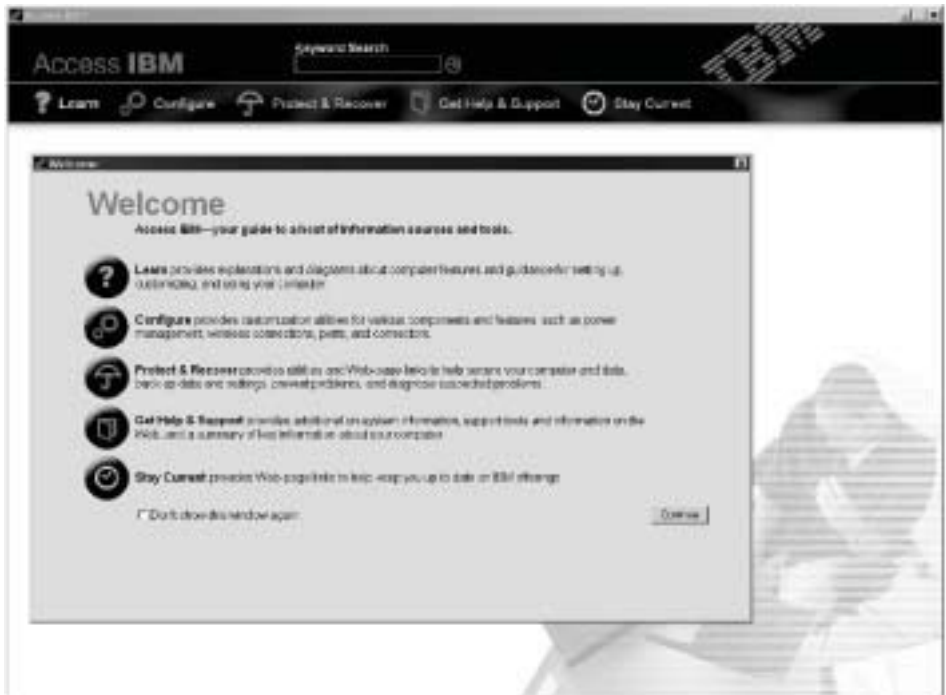 Access IBM
Keyword Search
IBM
Access IBM
? Learn Configure Protect & Recover Get Help & Support Stay Current
Welcome
Welcome
Access IBM—your guide to a host of information sources and tools.
? Learn provides explanations and diagrams about computer features and guidance for setting up,
customizing, and using your computer
Configure provides customization utilities for various components and features, such as power
management, wireless connections, ports, and connectors.
Protect & Recover provides utilities and Web-page links to help secure your computer and data,
back up data and settings, prevent problems, and diagnose suspected problems.
Get Help & Support provides additional on system information, support tools and information on the
Web, and a summary of key information about your computer
Stay Current provides Web-page links to help keep you up to date on IBM offerings
Don't show this window again
Continue